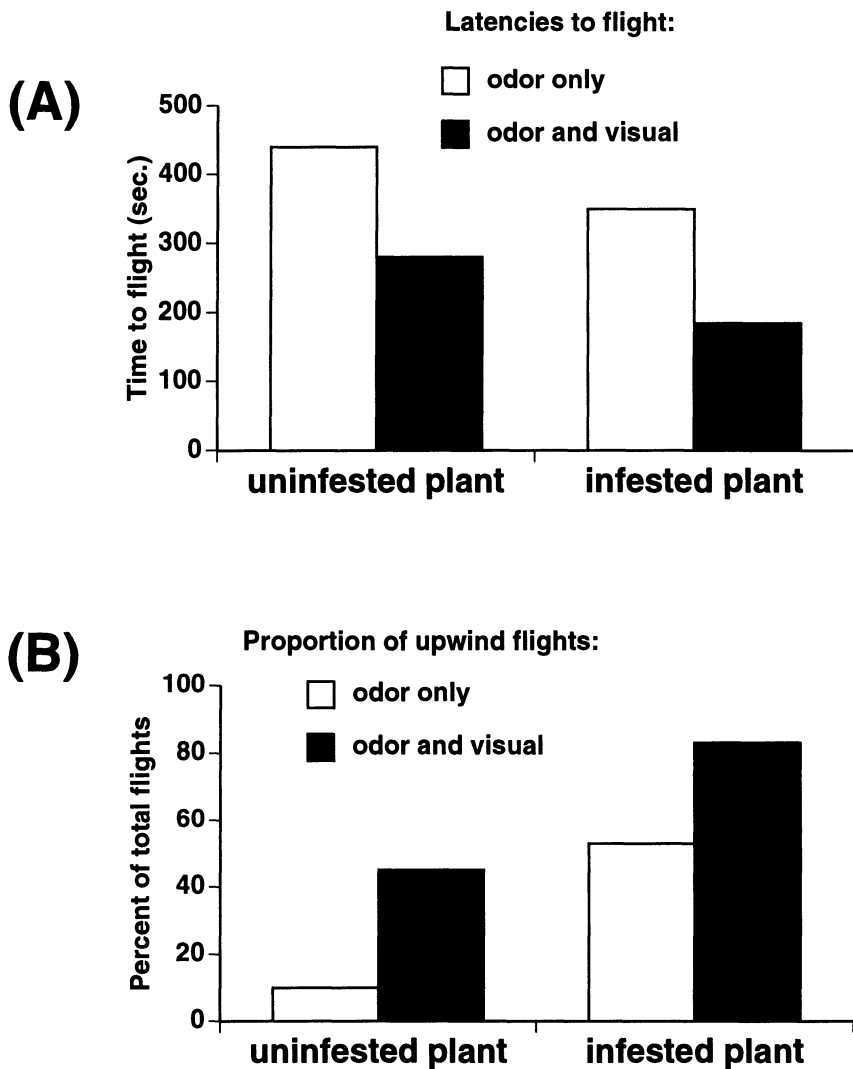 (A)
Latencies to flight:
odor only
odor and visual
Time to flight (sec.)
500
400
300
200
100
0
uninfested plant
infested plant
(B)
Proportion of upwind flights:
odor only
odor and visual
Percent of total flights
100
80
60
40
20
0
uninfested plant
infested plant